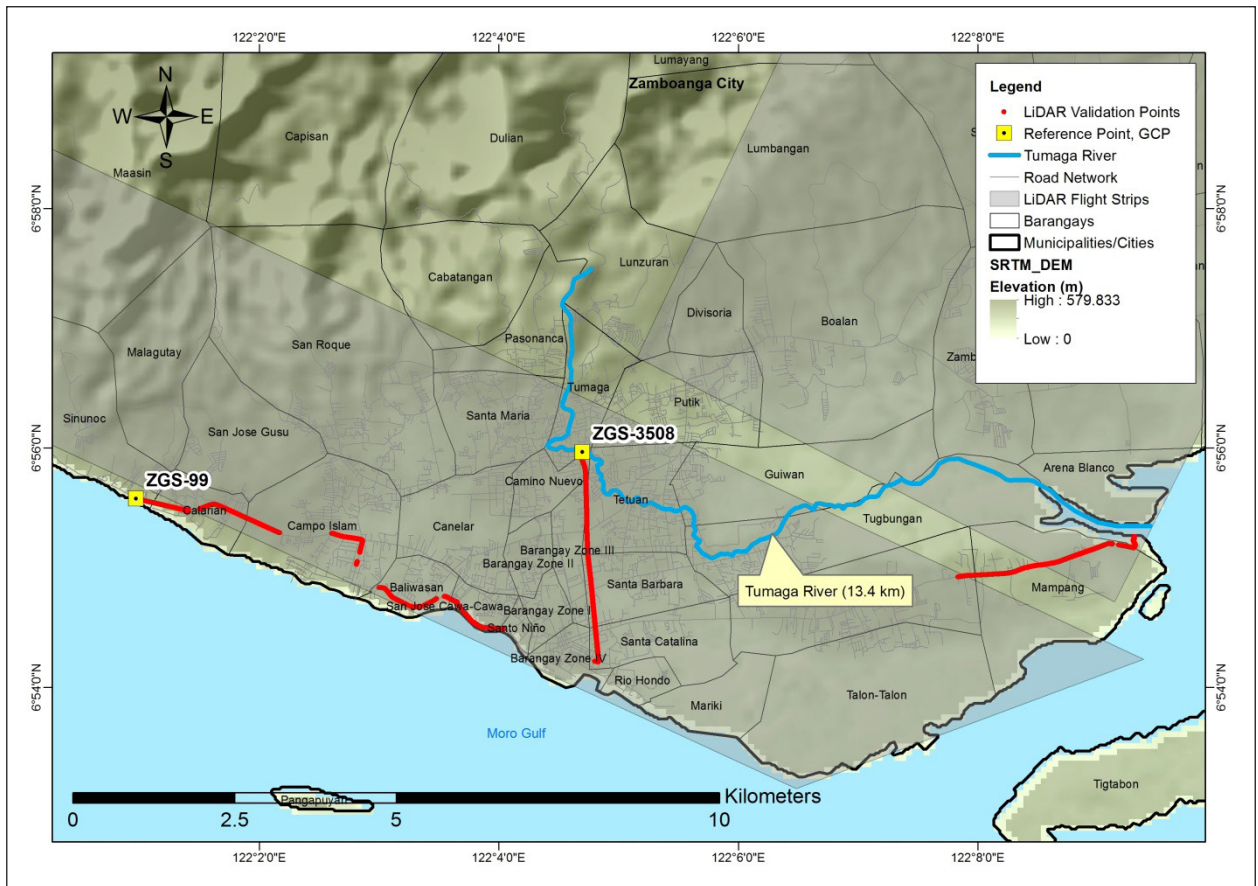 122°2'0"E 122°4'0"E 122°6'0"E 122°8'0"E
6°58'0"N 6°58'0"N
6°56'0"N 6°56'0"N
6°54'0"N 6°54'0"N
N
W E
S
Lumayang
Zamboanga City
Capisan
Dulian
Lumbangan
Maasin
Legend
LiDAR Validation Points
Reference Point, GCP
Tumaga River
Road Network
LiDAR Flight Strips
Barangays
Municipalities/Cities
SRTM_DEM
Elevation (m)
High : 579.833
Low : 0
Lunzuran
Cabatangan
Divisoria
Boalan
Pasonanca
San Roque
Malagutay
Zamb
Tumaga
Putik
Sinunoc
Santa Maria
San Jose Gusu
ZGS-3508
ZGS-99
Guiwan
Arena Blanco
Camino Nuevo
Tetuan
Calarian
Campo Islam
Canelar
Tugbungan
Barangay Zone III
Barangay Zone II
Santa Barbara
Tumaga River (13.4 km)
Mampang
Baliwasan
San Jose Cawa-Cawa
Barangay Zone I
Santo Niño
Santa Catalina
Barangay Zone IV
Rio Hondo
Mariki
Talon-Talon
Moro Gulf
Tigtabon
Pangapuyan
Kilometers
0 2.5 5 10
122°2'0"E 122°4'0"E 122°6'0"E 122°8'0"E